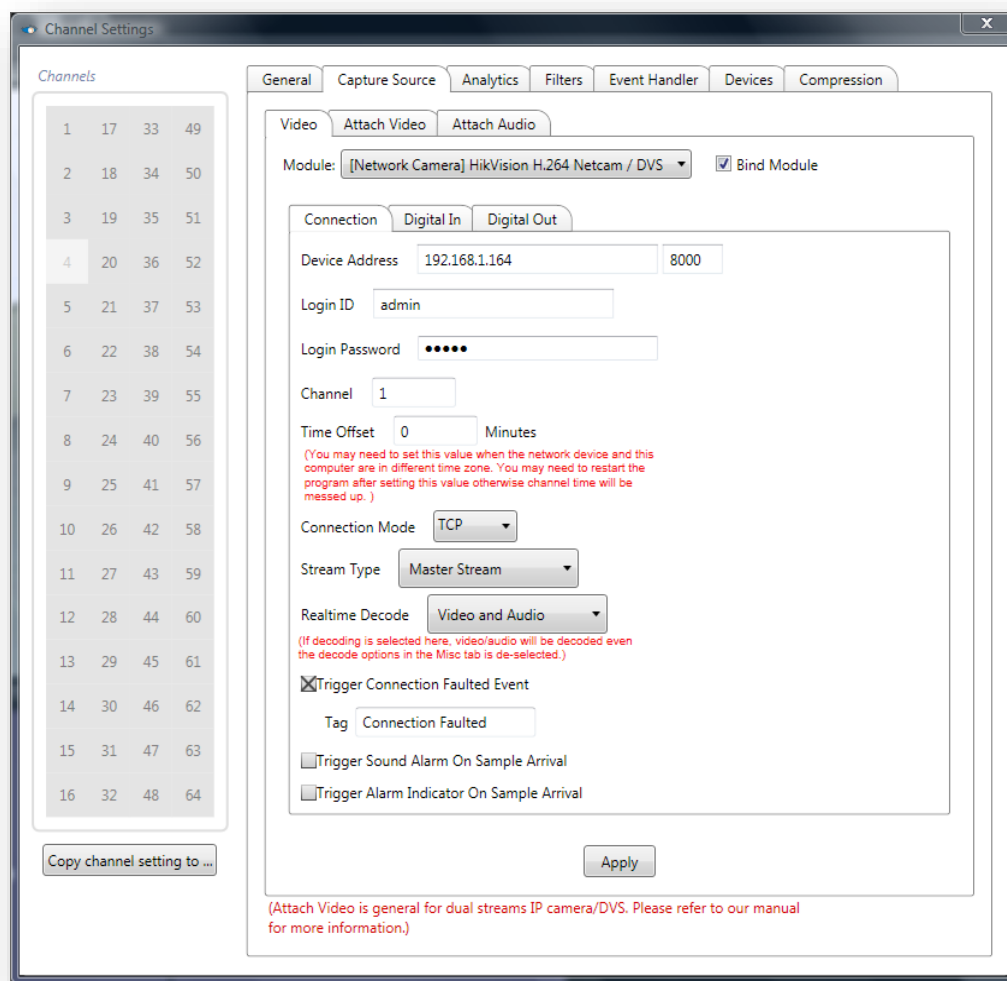 Channel Settings
X
Channels
General Capture Source Analytics Filters Event Handler Devices Compression
Video Attach Video Attach Audio
Module: [Network Camera] HikVision H.264 Netcam / DVS Bind Module
Connection Digital In Digital Out
Device Address 192.168.1.164 8000
Login ID admin
Login Password •••••
Channel 1
Time Offset 0 Minutes
(You may need to set this value when the network device and this
computer are in different time zone. You may need to restart the
program after setting this value otherwise channel time will be
messed up. )
Connection Mode TCP
Stream Type Master Stream
Realtime Decode Video and Audio
(If decoding is selected here, video/audio will be decoded even
the decode options in the Misc tab is de-selected.)
Trigger Connection Faulted Event
Tag Connection Faulted
Trigger Sound Alarm On Sample Arrival
Trigger Alarm Indicator On Sample Arrival
Apply
(Attach Video is general for dual streams IP camera/DVS. Please refer to our manual
for more information.)
1 17 33 49
2 18 34 50
3 19 35 51
4 20 36 52
5 21 37 53
6 22 38 54
7 23 39 55
8 24 40 56
9 25 41 57
10 26 42 58
11 27 43 59
12 28 44 60
13 29 45 61
14 30 46 62
15 31 47 63
16 32 48 64
Copy channel setting to ...